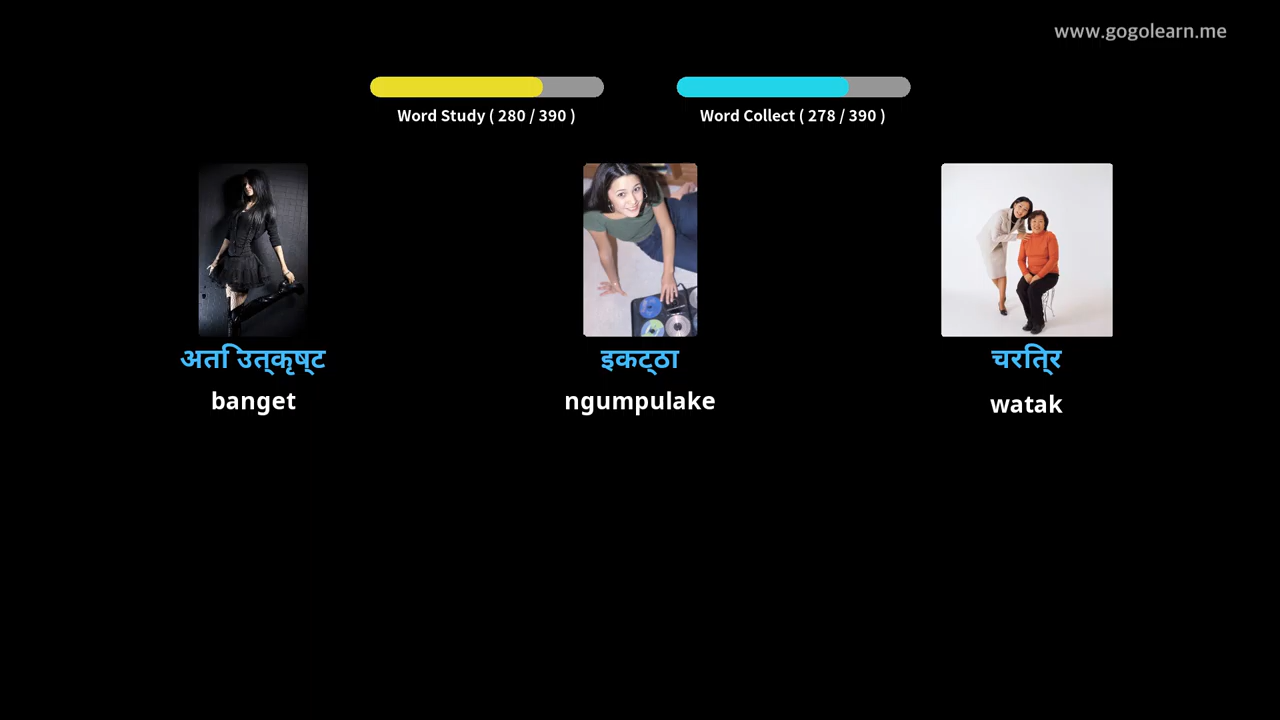 www.gogolearn.me
Word Study ( 280 / 390 )
Word Collect ( 278 / 390 )
अति उत्कृष्ट
इकट्ठा
चरित्र
banget
ngumpulake
watak